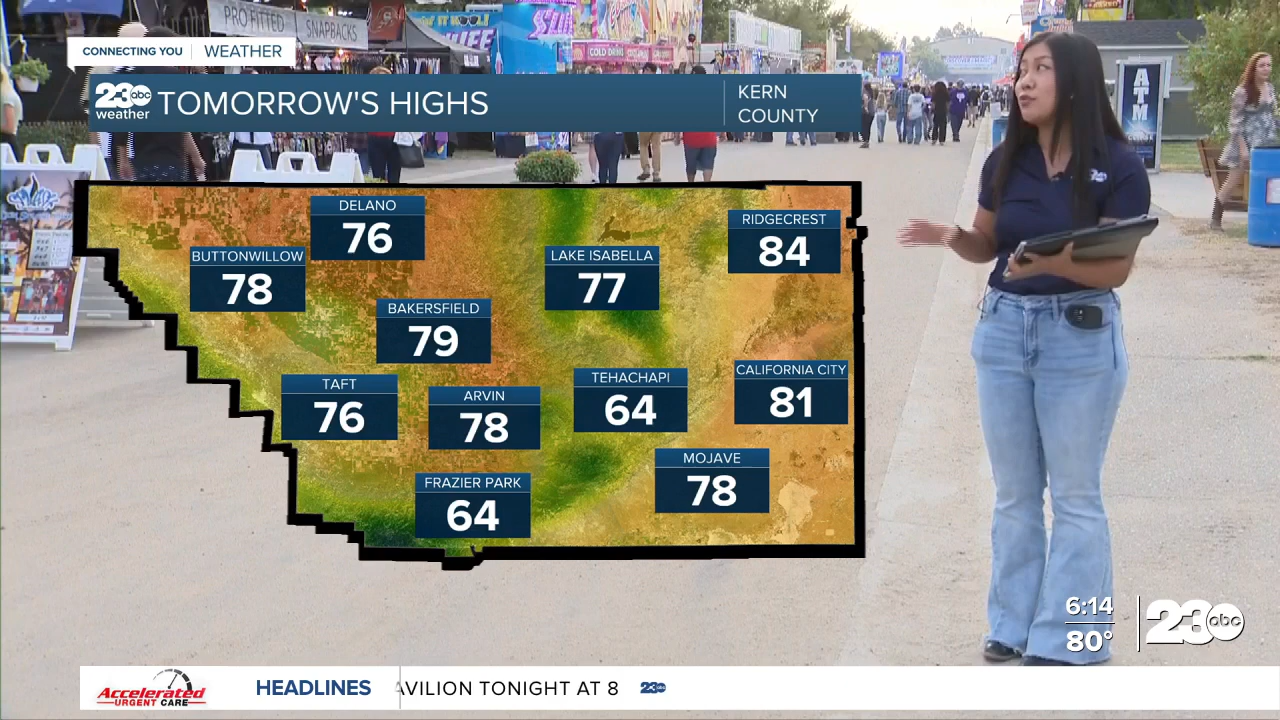 PRO FITTED
SNAPBACKS
COLD DRINK
CONNECTING YOU | WEATHER
23 abc
weather
TOMORROW'S HIGHS
KERN
COUNTY
ATM
DELANO
76
RIDGECREST
84
BUTTONWILLOW
78
LAKE ISABELLA
77
BAKERSFIELD
79
CALIFORNIA CITY
81
TEHACHAPI
64
TAFT
76
ARVIN
78
MOJAVE
78
FRAZIER PARK
64
6:14
80°
23 abc
Accelerated
URGENT CARE
HEADLINES
AVILION TONIGHT AT 8
23 abc